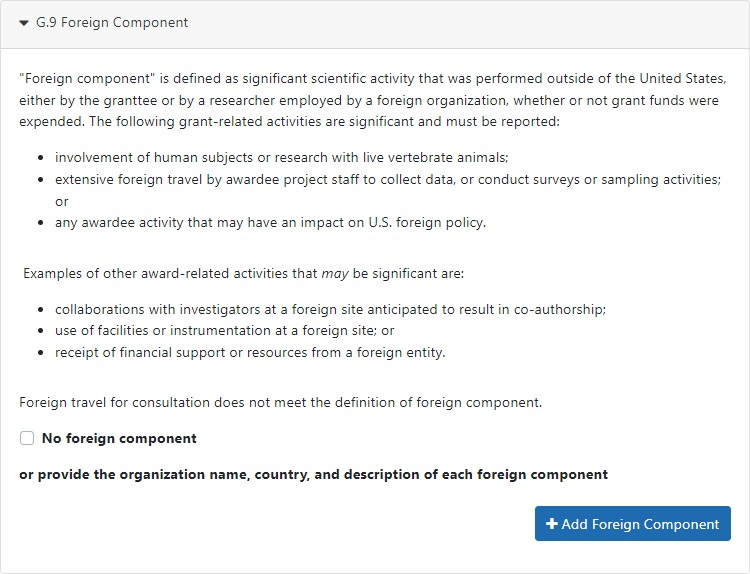 G.9 Foreign Component
"Foreign component" is defined as significant scientific activity that was performed outside of the United States,
either by the granttee or by a researcher employed by a foreign organization, whether or not grant funds were
expended. The following grant-related activities are significant and must be reported:
• involvement of human subjects or research with live vertebrate animals;
• extensive foreign travel by awardee project staff to collect data, or conduct surveys or sampling activities;
or
• any awardee activity that may have an impact on U.S. foreign policy.
Examples of other award-related activities that may be significant are:
• collaborations with investigators at a foreign site anticipated to result in co-authorship;
• use of facilities or instrumentation at a foreign site; or
• receipt of financial support or resources from a foreign entity.
Foreign travel for consultation does not meet the definition of foreign component.
No foreign component
or provide the organization name, country, and description of each foreign component
+ Add Foreign Component